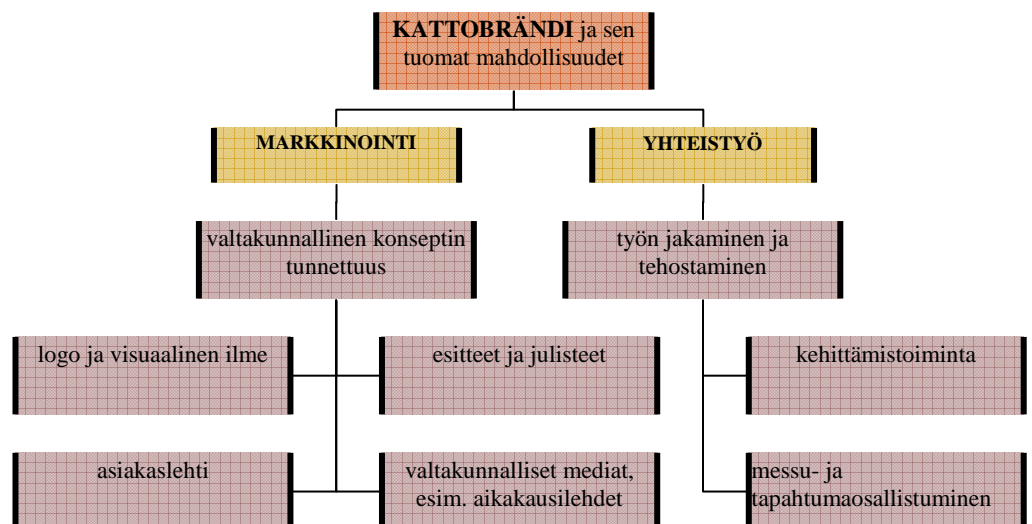 KATTOBRÄNDI ja sen
tuomat mahdollisuudet
MARKKINOINTI
YHTEISTYÖ
valtakunnallinen konseptin
tunnettuus
työn jakaminen ja
tehostaminen
logo ja visuaalinen ilme
esitteet ja julisteet
kehittämistoiminta
asiakaslehti
valtakunnalliset mediat,
esim. aikakausilehdet
messu- ja
tapahtumaosallistuminen